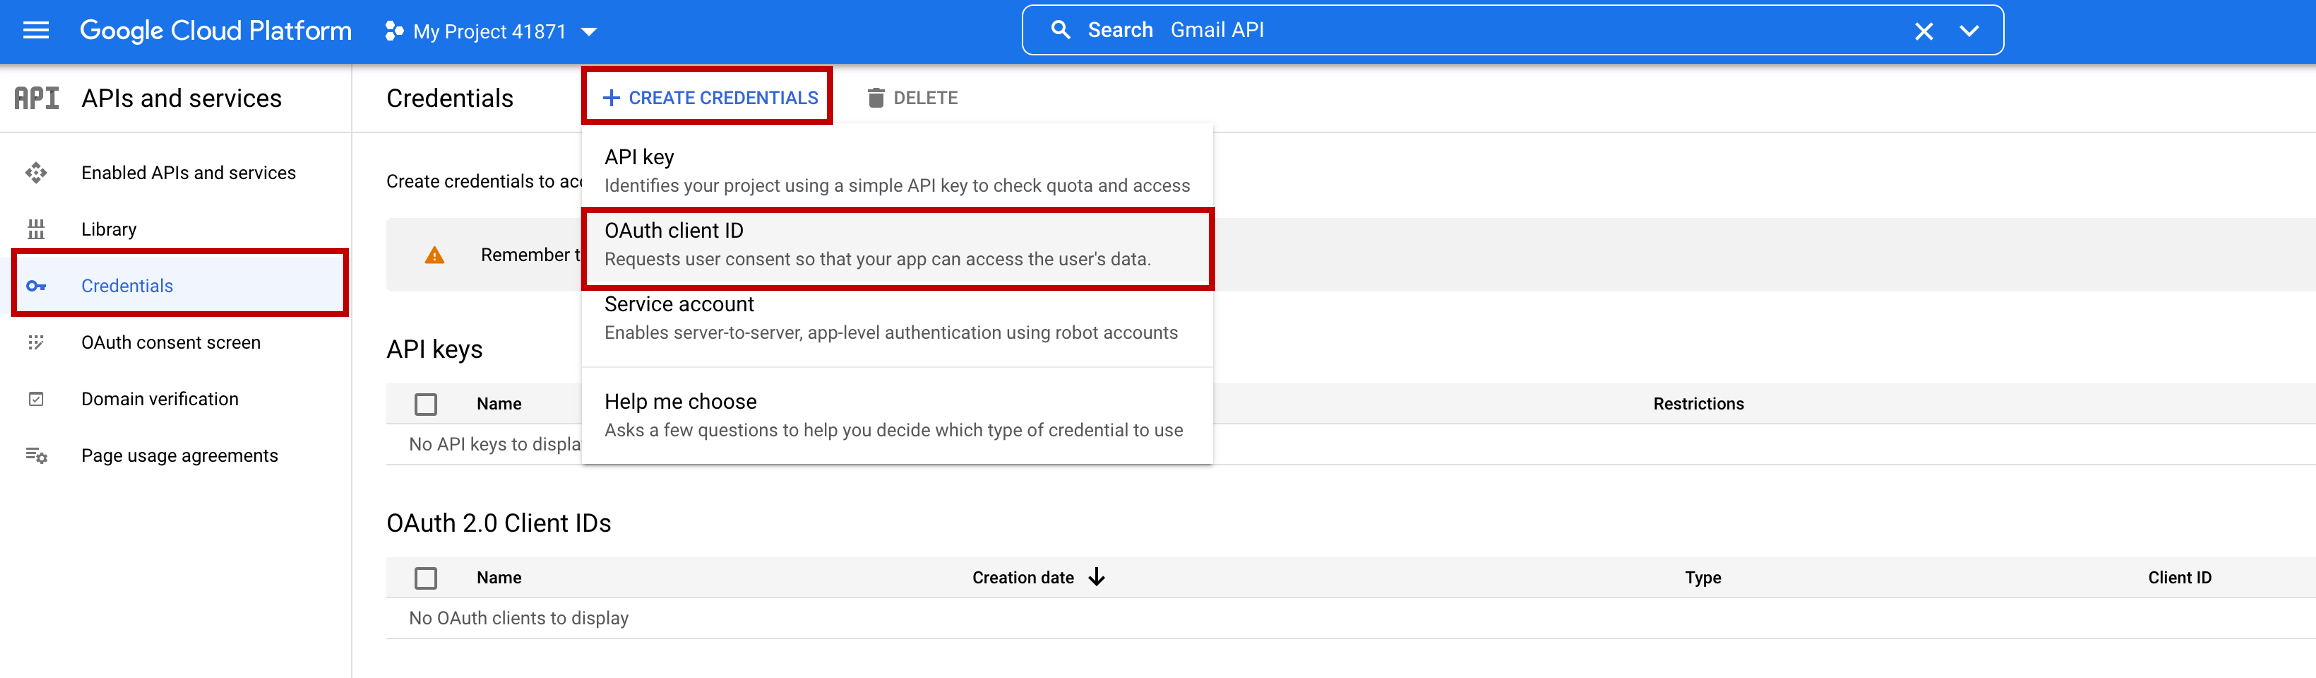 Google Cloud Platform
My Project 41871
Search Gmail API
API APIs and services
Credentials
+ CREATE CREDENTIALS
DELETE
Enabled APIs and services
Library
Credentials
OAuth consent screen
Domain verification
Page usage agreements
Create credentials to acc
Remember t
API key
Identifies your project using a simple API key to check quota and access
OAuth client ID
Requests user consent so that your app can access the user's data.
Service account
Enables server-to-server, app-level authentication using robot accounts
Help me choose
Asks a few questions to help you decide which type of credential to use
API keys
Name Restrictions
No API keys to displa
OAuth 2.0 Client IDs
Name Creation date Type Client ID
No OAuth clients to display